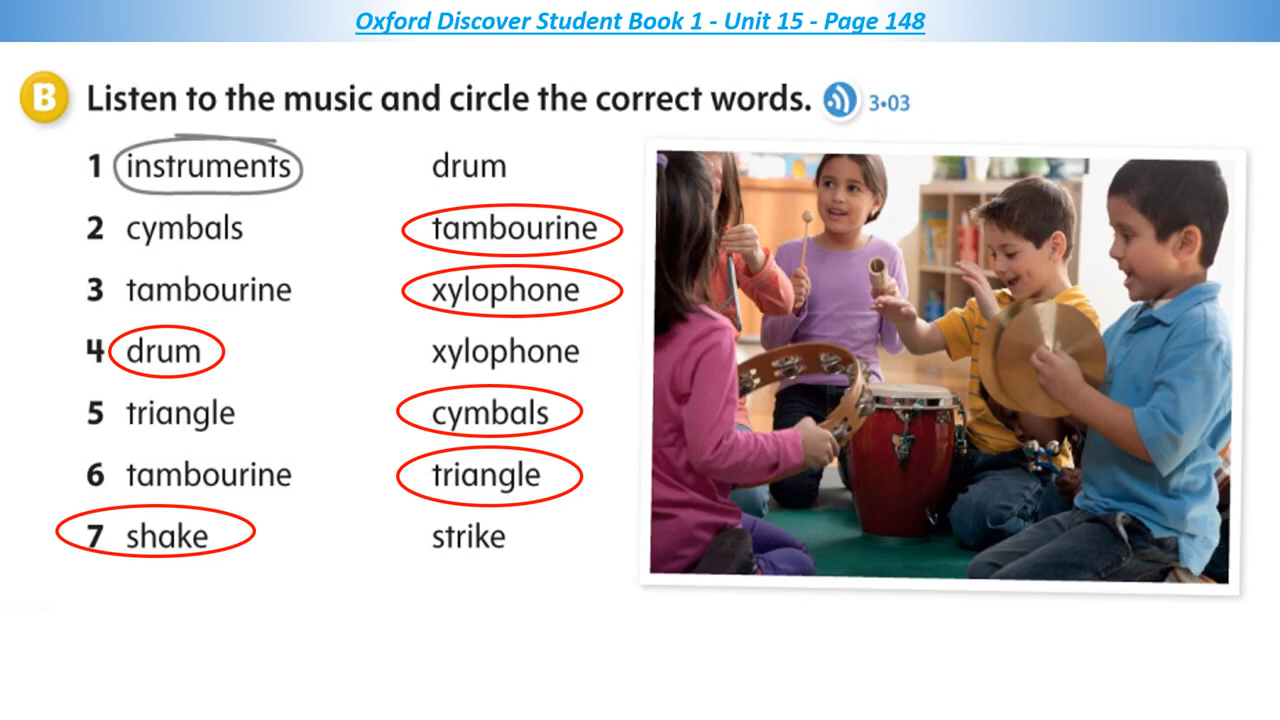 Oxford Discover Student Book 1 - Unit 15 - Page 148
B Listen to the music and circle the correct words. 3•03
1 instruments drum
2 cymbals tambourine
3 tambourine xylophone
4 drum xylophone
5 triangle cymbals
6 tambourine triangle
7 shake strike